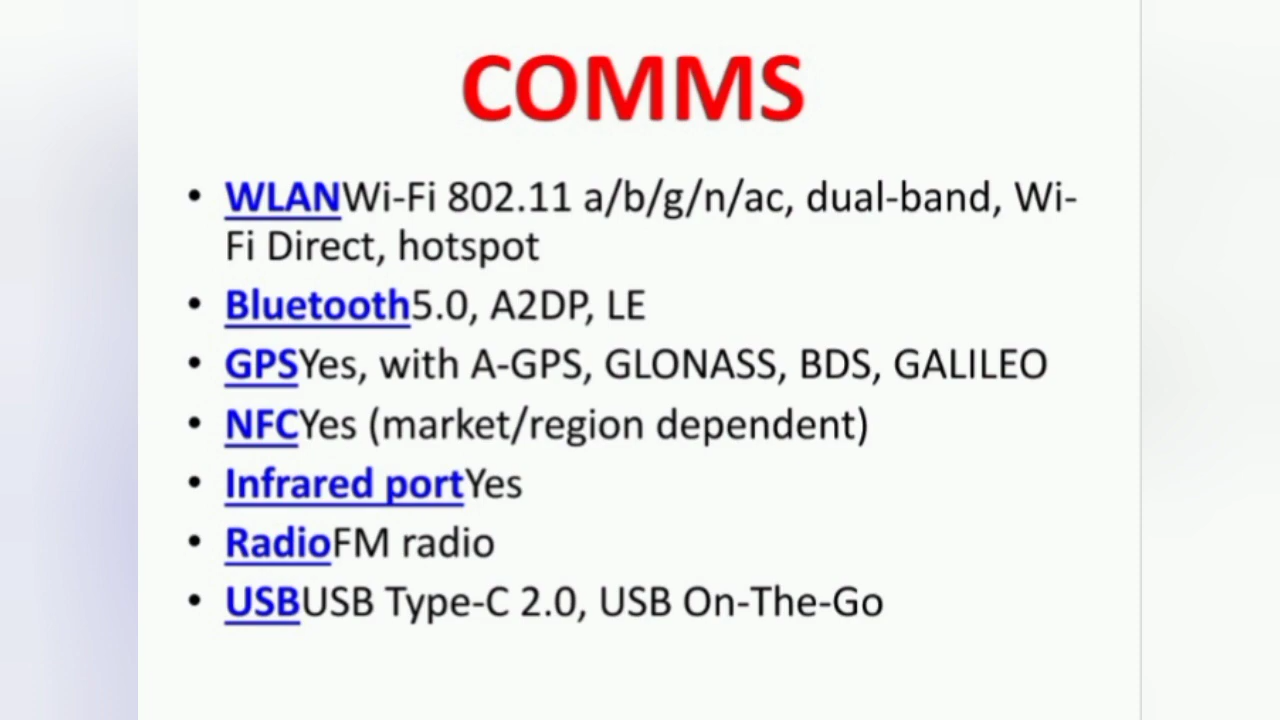 COMMS
• WLANWi-Fi 802.11 a/b/g/n/ac, dual-band, Wi-
Fi Direct, hotspot
• Bluetooth5.0, A2DP, LE
• GPSYes, with A-GPS, GLONASS, BDS, GALILEO
• NFCYes (market/region dependent)
• Infrared portYes
• RadioFM radio
• USBUSB Type-C 2.0, USB On-The-Go